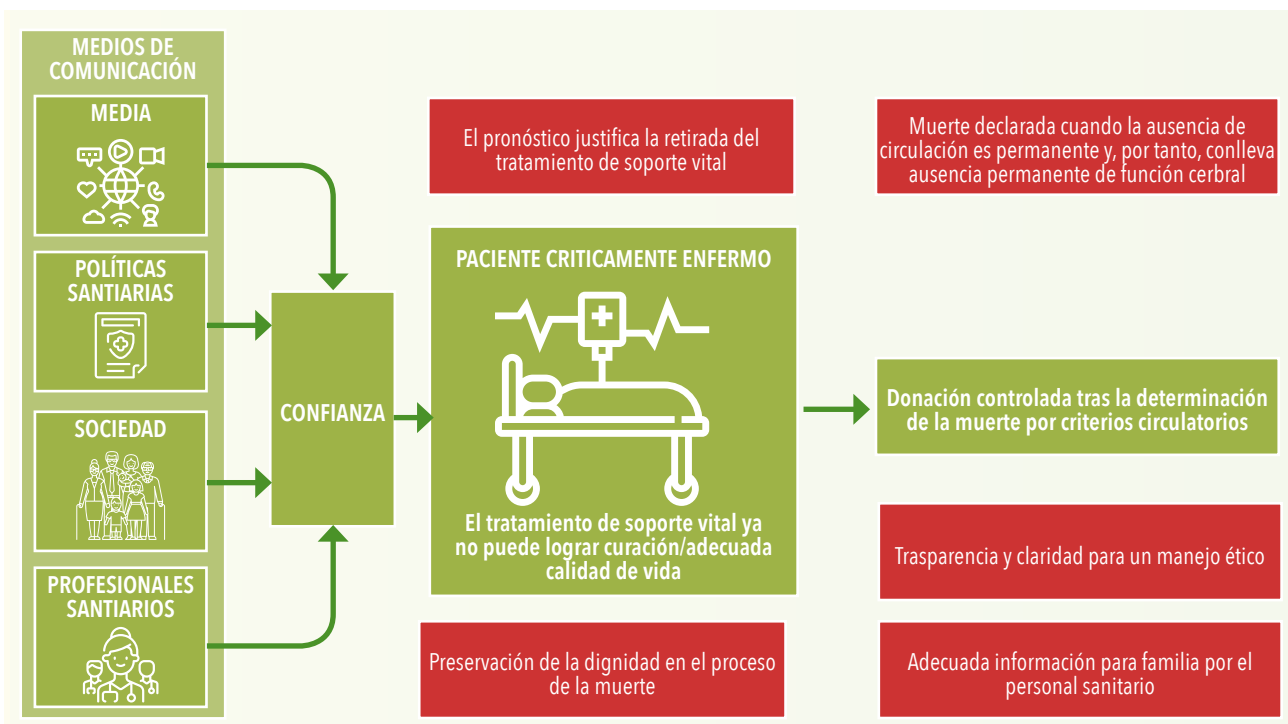 MEDIOS DE
COMUNICACIÓN
MEDIA
POLÍTICAS
SANTIARIAS
SOCIEDAD
PROFESIONALES
SANTIARIOS
CONFIANZA
El pronóstico justifica la retirada del
tratamiento de soporte vital
PACIENTE CRITICAMENTE ENFERMO
El tratamiento de soporte vital ya
no puede lograr curación/adecuada
calidad de vida
Preservación de la dignidad en el proceso
de la muerte
Muerte declarada cuando la ausencia de
circulación es permanente y, por tanto, conlleva
ausencia permanente de función cerbral
Donación controlada tras la determinación
de la muerte por criterios circulatorios
Trasparencia y claridad para un manejo ético
Adecuada información para familia por el
personal sanitario